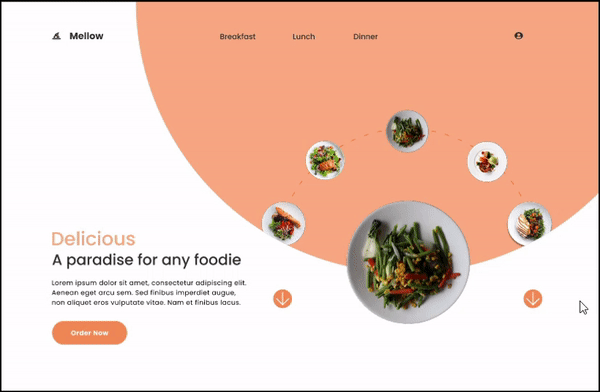 Mellow
Breakfast
Lunch
Dinner
Delicious
A paradise for any foodie
Lorem ipsum dolor sit amet, consectetur adipiscing elit.
Aenean eget arcu sem. Sed finibus imperdiet augue,
non aliquet eros vulputate vitae. Nam et finibus lacus.
Order Now